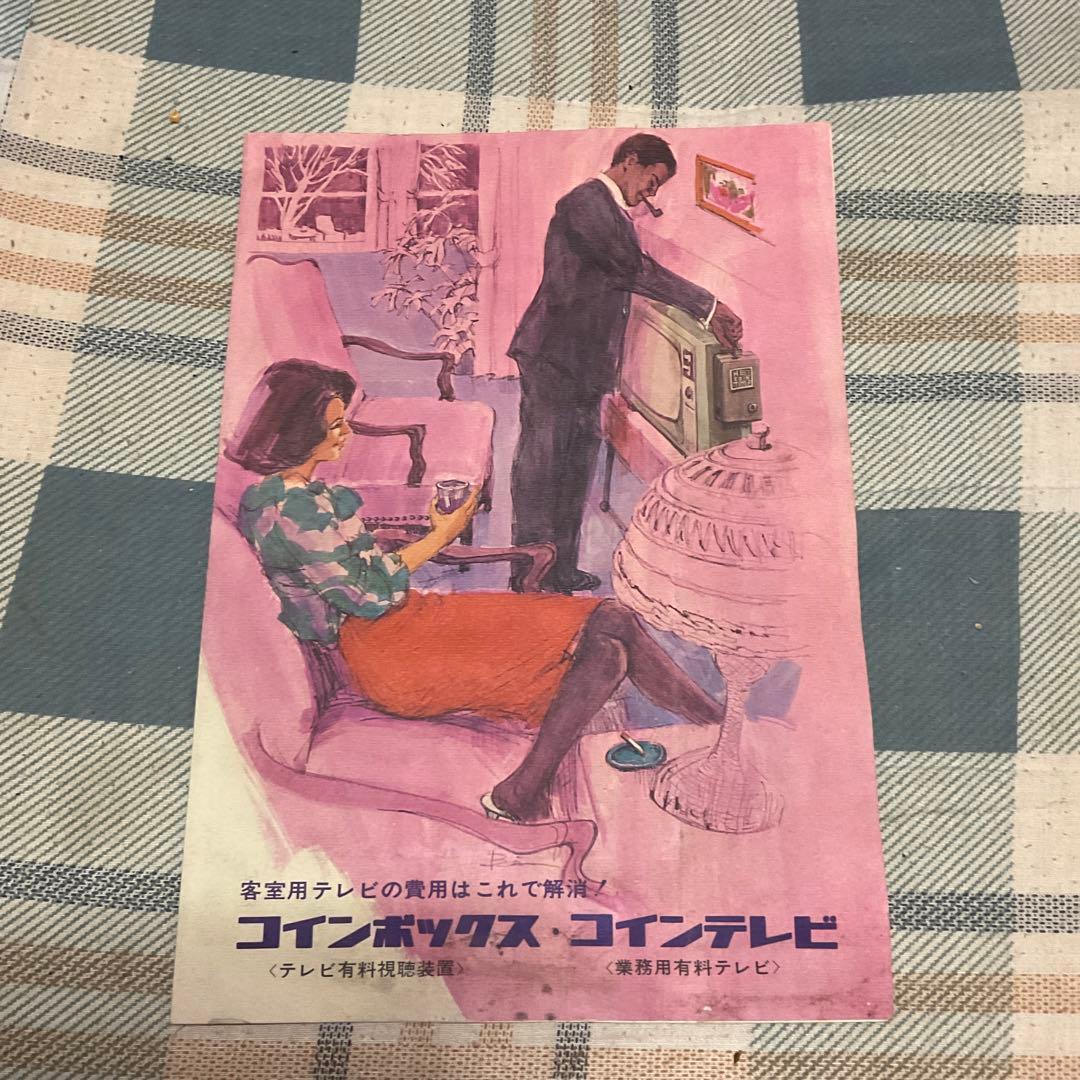 客室用テレビの費用はこれで解消!
コインボックス・コインテレビ
〈テレビ有料視聴装置〉 〈業務用有料テレビ〉